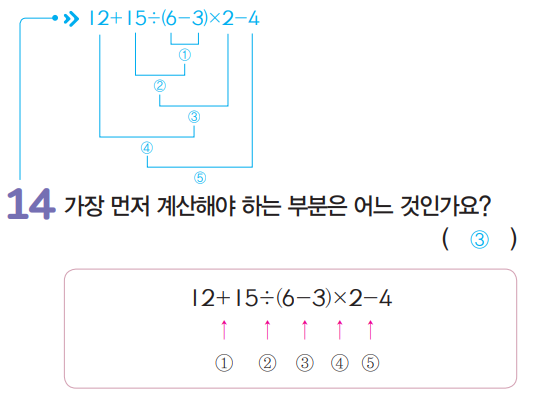 12+15÷(6−3)×2−4
①
②
③
④
⑤
14 가장 먼저 계산해야 하는 부분은 어느 것인가요?
( ③ )
12+15÷(6−3)×2−4
① ② ③ ④ ⑤